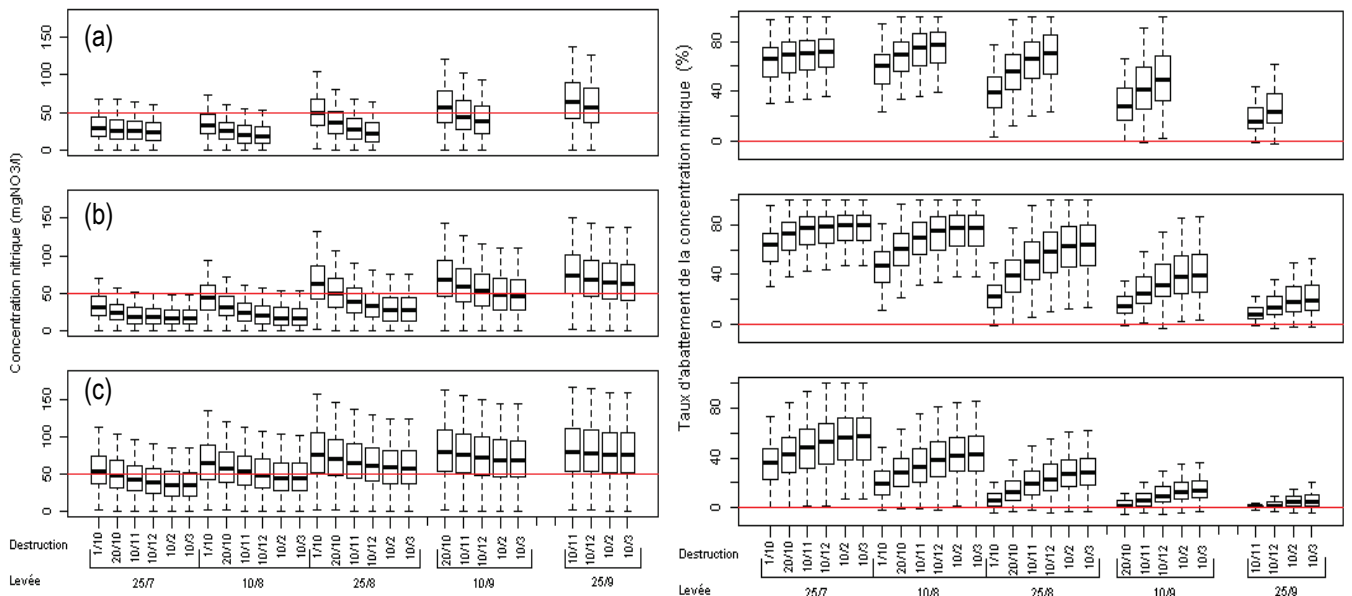 Concentration nitrique (mgNO3/l)
(a)
0 50 100 150
(b)
0 50 100 150
(c)
0 50 100 150
Destruction
1/10 20/10 10/11 10/12 10/2 10/3
1/10 20/10 10/11 10/12 10/2 10/3
1/10 20/10 10/11 10/12 10/2 10/3
20/10 10/11 10/12 10/2 10/3
10/11 10/12 10/2 10/3
Levée
25/7 10/8 25/8 10/9 25/9
Taux d'abattement de la concentration nitrique (%)
0 40 80
0 40 80
0 40 80
Destruction
1/10 20/10 10/11 10/12 10/2 10/3
1/10 20/10 10/11 10/12 10/2 10/3
1/10 20/10 10/11 10/12 10/2 10/3
20/10 10/11 10/12 10/2 10/3
10/11 10/12 10/2 10/3
Levée
25/7 10/8 25/8 10/9 25/9